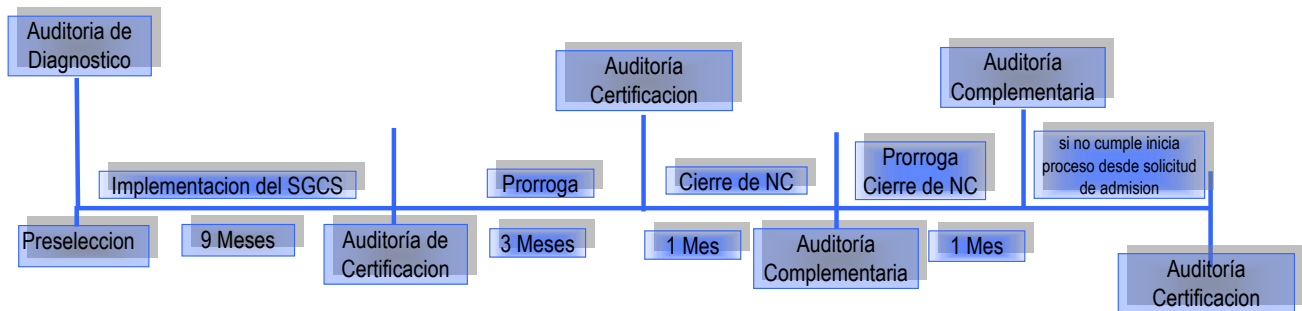 Auditoria de
Diagnostico
Auditoría
Certificacion
Auditoría
Complementaria
Implementacion del SGCS
Prorroga
Cierre de NC
Prorroga
Cierre de NC
si no cumple inicia
proceso desde solicitud
de admision
Preseleccion
9 Meses
Auditoría de
Certificacion
3 Meses
1 Mes
Auditoría
Complementaria
1 Mes
Auditoría
Certificacion